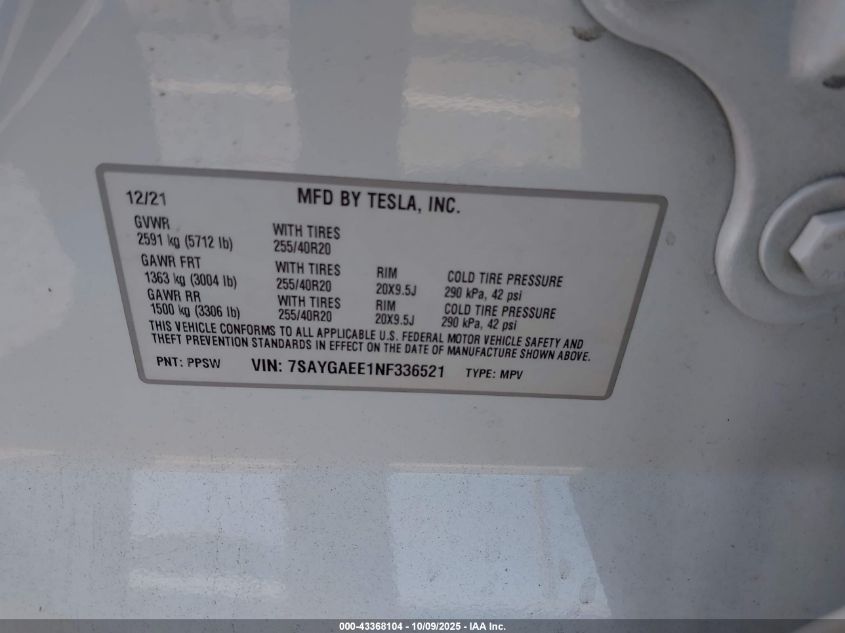 12/21 MFD BY TESLA, INC.
GVWR WITH TIRES
2591 kg (5712 lb) 255/40R20
GAWR FRT WITH TIRES RIM COLD TIRE PRESSURE
1363 kg (3004 lb) 255/40R20 20X9.5J 290 kPa, 42 psi
GAWR RR WITH TIRES RIM COLD TIRE PRESSURE
1500 kg (3306 lb) 255/40R20 20X9.5J 290 kPa, 42 psi
THIS VEHICLE CONFORMS TO ALL APPLICABLE U.S. FEDERAL MOTOR VEHICLE SAFETY AND
THEFT PREVENTION STANDARDS IN EFFECT ON THE DATE OF MANUFACTURE SHOWN ABOVE.
PNT: PPSW VIN: 7SAYGAEE1NF336521 TYPE: MPV
000-43368104 - 10/09/2025 - IAA Inc.